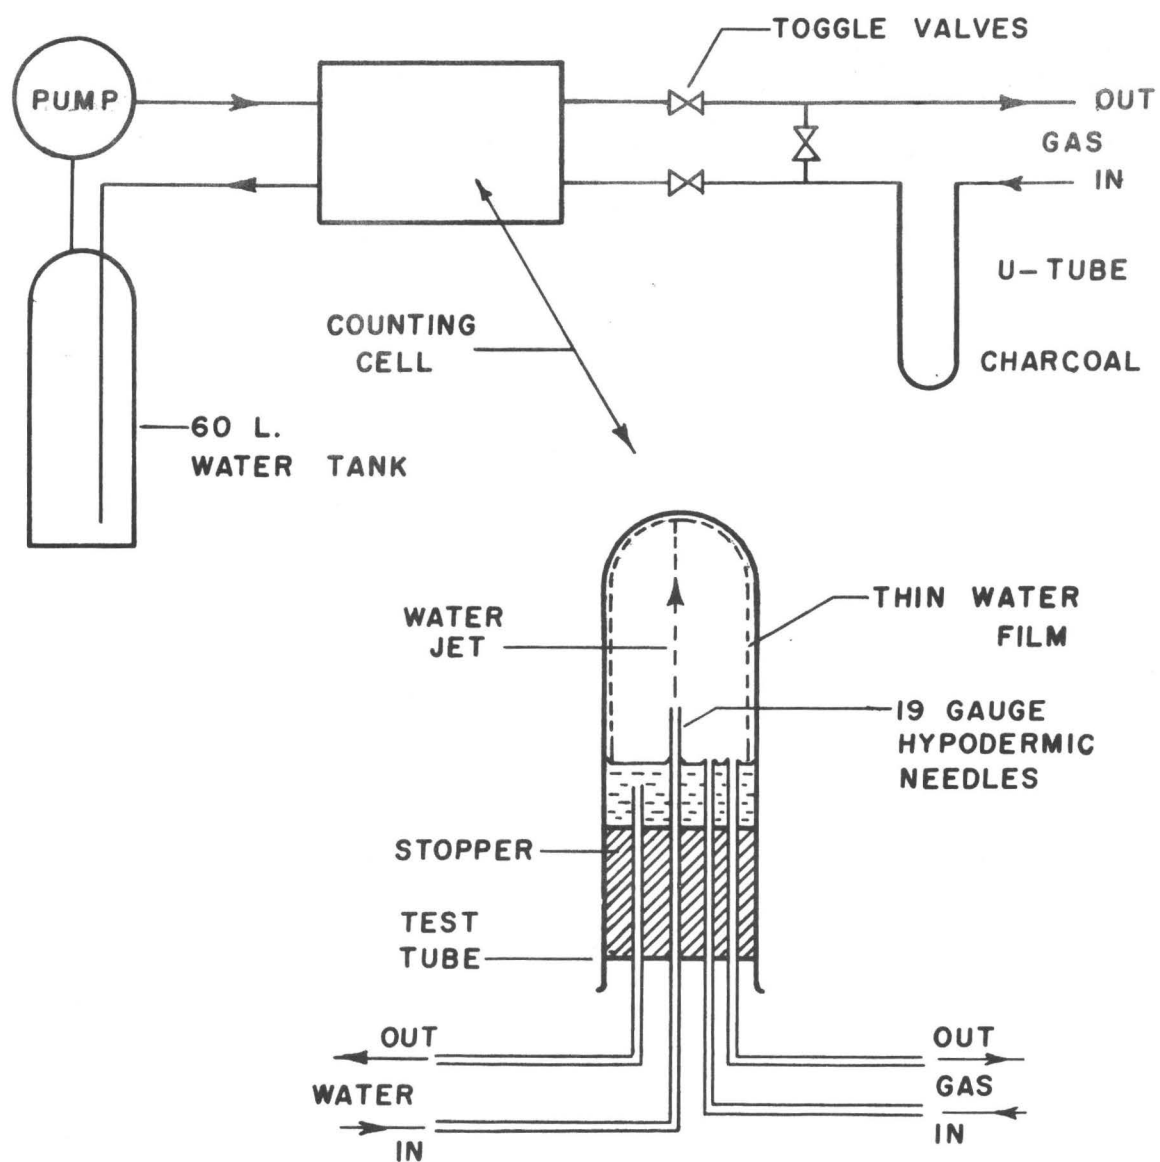 TOGGLE VALVES
PUMP
OUT
GAS
IN
U-TUBE
CHARCOAL
COUNTING
CELL
60 L.
WATER TANK
WATER
JET
THIN WATER
FILM
19 GAUGE
HYPODERMIC
NEEDLES
STOPPER
TEST
TUBE
OUT
WATER
IN
OUT
GAS
IN